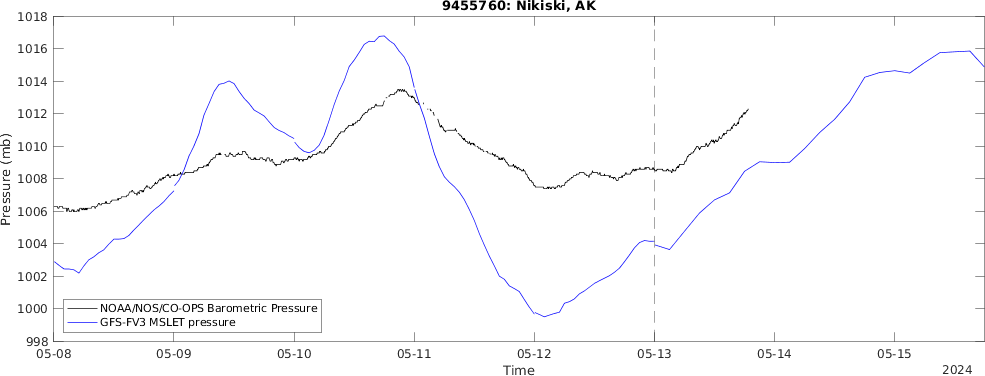 9455760: Nikiski, AK
1018
1016
1014
1012
1010
1008
1006
1004
1002
1000
998
Pressure (mb)
NOAA/NOS/CO-OPS Barometric Pressure
GFS-FV3 MSLET pressure
05-08 05-09 05-10 05-11 05-12 05-13 05-14 05-15
Time
2024